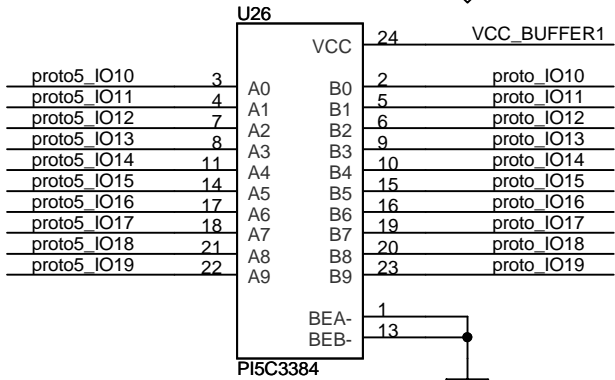 U26
VCC 24 VCC_BUFFER1
proto5_IO10 3 A0 B0 2 proto_IO10
proto5_IO11 4 A1 B1 5 proto_IO11
proto5_IO12 7 A2 B2 6 proto_IO12
proto5_IO13 8 A3 B3 9 proto_IO13
proto5_IO14 11 A4 B4 10 proto_IO14
proto5_IO15 14 A5 B5 15 proto_IO15
proto5_IO16 17 A6 B6 16 proto_IO16
proto5_IO17 18 A7 B7 19 proto_IO17
proto5_IO18 21 A8 B8 20 proto_IO18
proto5_IO19 22 A9 B9 23 proto_IO19
BEA- 1
BEB- 13
PI5C3384